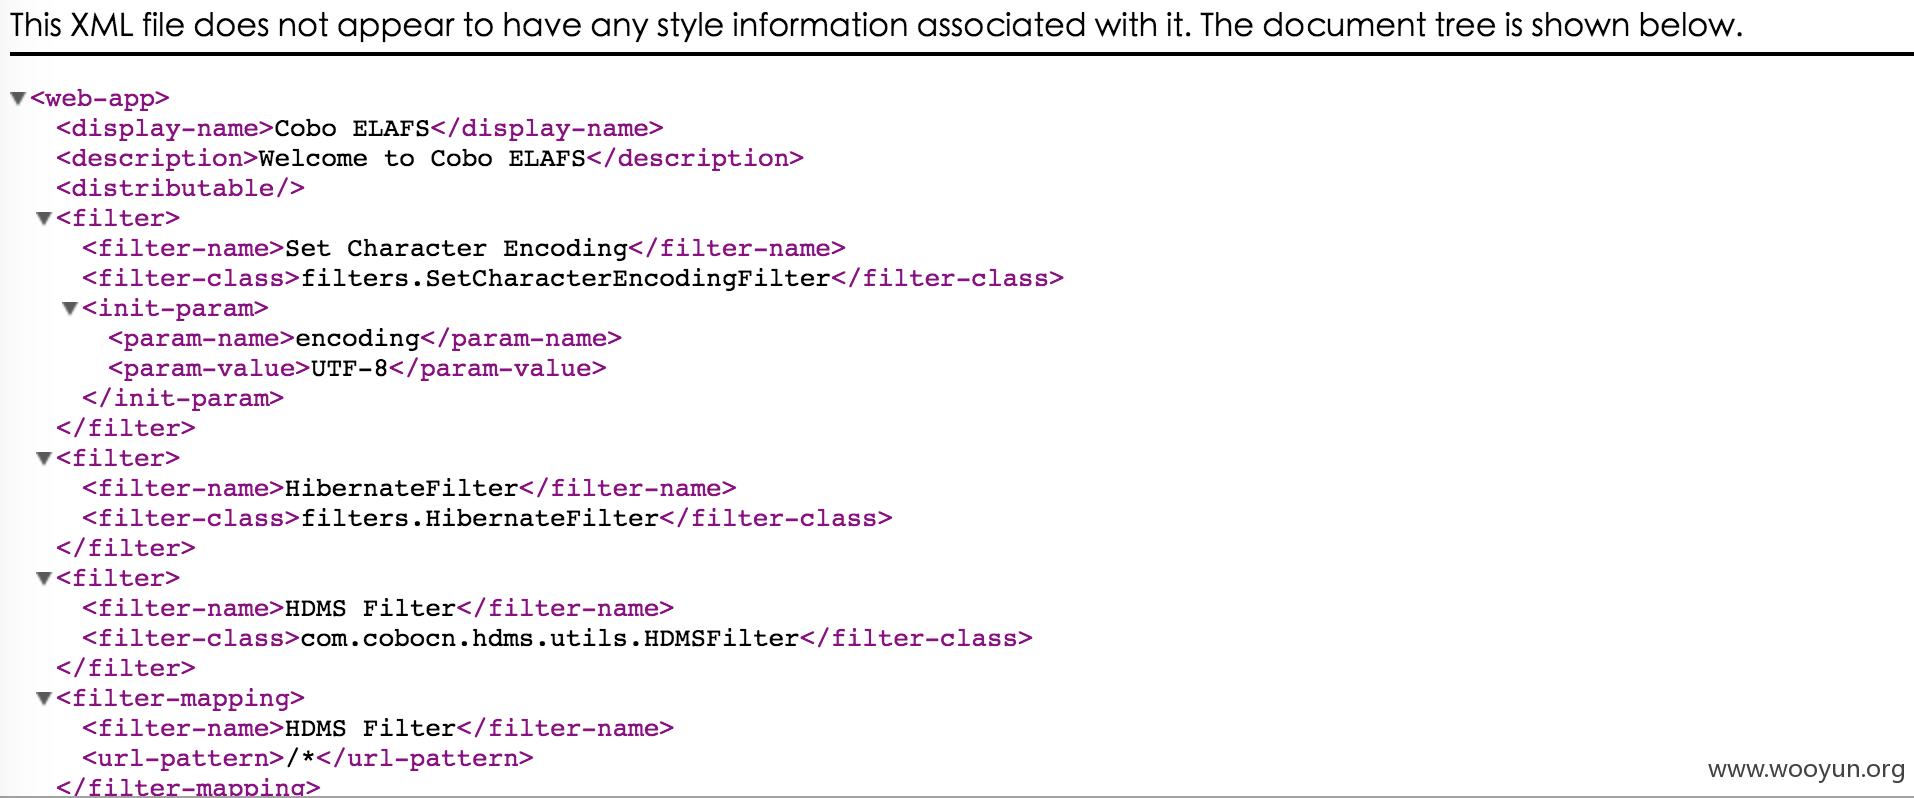 This XML file does not appear to have any style information associated with it. The document tree is shown below.
<web-app>
<display-name>Cobo ELAFS</display-name>
<description>Welcome to Cobo ELAFS</description>
<distributable/>
<filter>
<filter-name>Set Character Encoding</filter-name>
<filter-class>filters.SetCharacterEncodingFilter</filter-class>
<init-param>
<param-name>encoding</param-name>
<param-value>UTF-8</param-value>
</init-param>
</filter>
<filter>
<filter-name>HibernateFilter</filter-name>
<filter-class>filters.HibernateFilter</filter-class>
</filter>
<filter>
<filter-name>HDMS Filter</filter-name>
<filter-class>com.cobocn.hdms.utils.HDMSFilter</filter-class>
</filter>
<filter-mapping>
<filter-name>HDMS Filter</filter-name>
<url-pattern>/*</url-pattern>
</filter-mapping>
www.wooyun.org